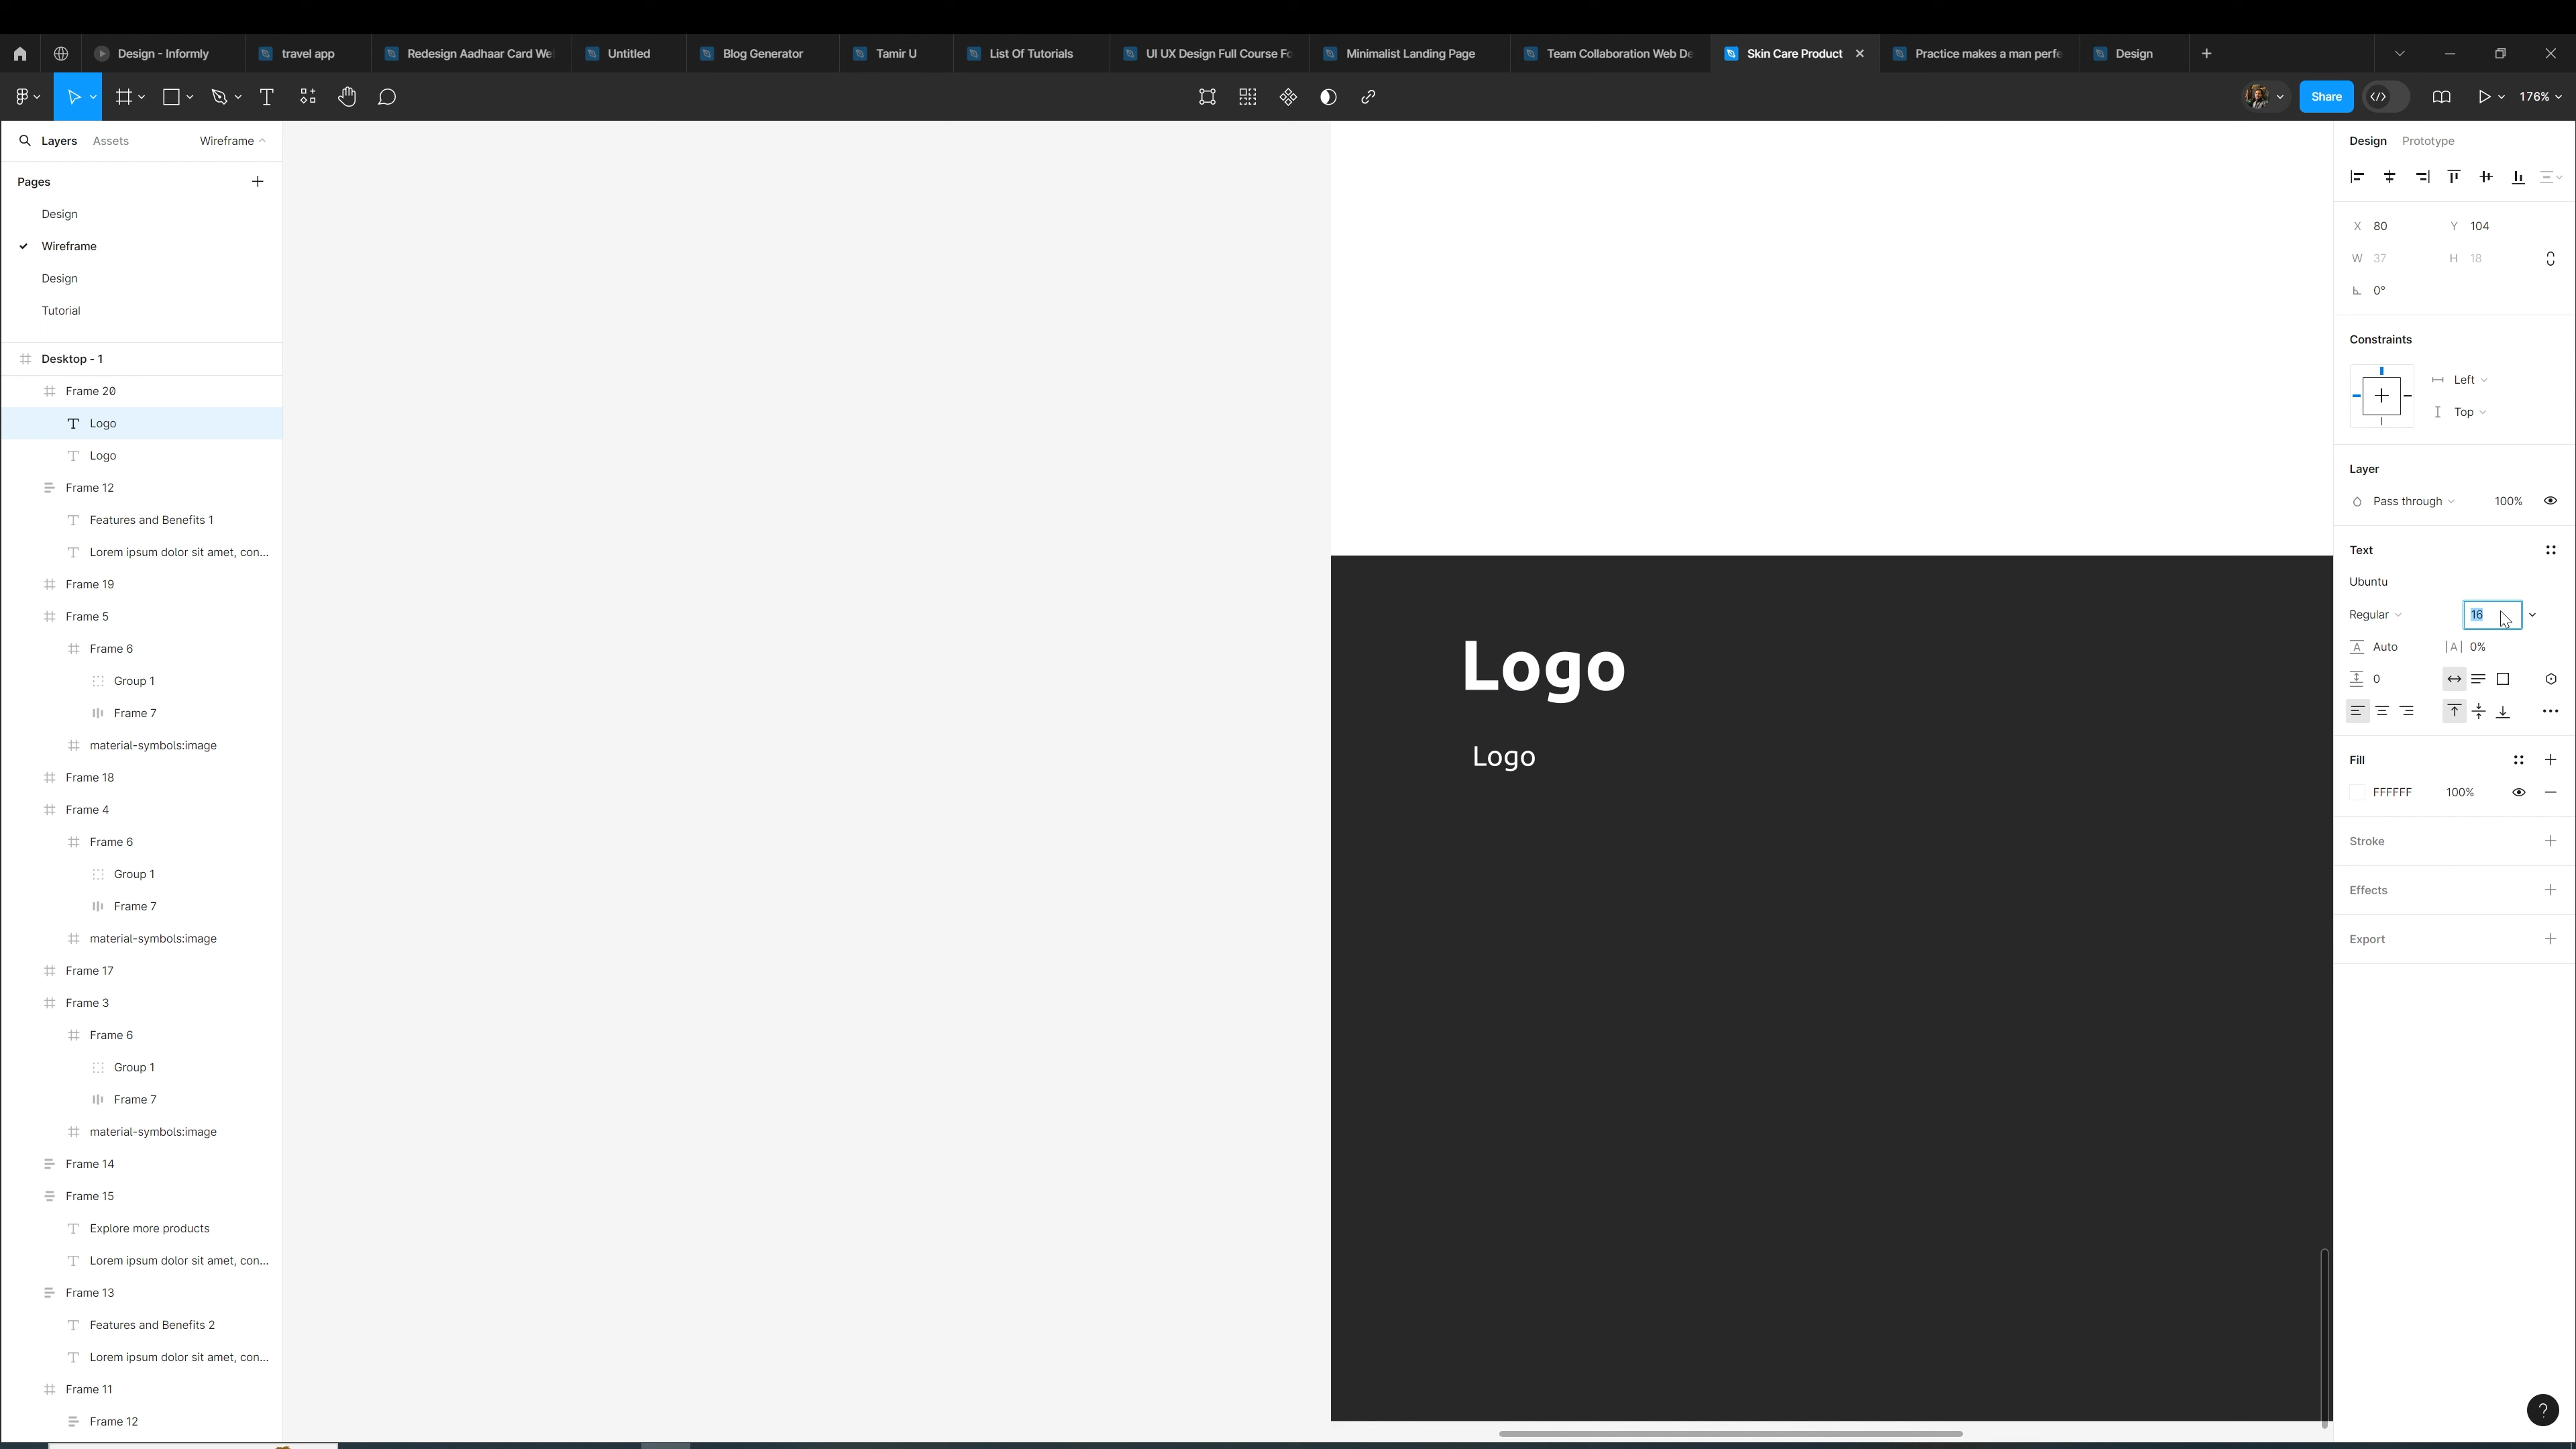 Design - Informly
travel app
Redesign Aadhaar Card We
Untitled
Blog Generator
Tamir U
List Of Tutorials
UI UX Design Full Course Fo
Minimalist Landing Page
Team Collaboration Web De
Skin Care Product
Practice makes a man perfe
Design
Share
176%
Layers
Assets
Wireframe
Pages
Design
Wireframe
Design
Tutorial
Desktop - 1
Frame 20
Logo
Logo
Frame 12
Features and Benefits 1
Lorem ipsum dolor sit amet, con...
Frame 19
Frame 5
Frame 6
Group 1
Frame 7
material-symbols:image
Frame 18
Frame 4
Frame 6
Group 1
Frame 7
material-symbols:image
Frame 17
Frame 3
Frame 6
Group 1
Frame 7
material-symbols:image
Frame 14
Frame 15
Explore more products
Lorem ipsum dolor sit amet, con...
Frame 13
Features and Benefits 2
Lorem ipsum dolor sit amet, con...
Frame 11
Frame 12
Logo
Logo
Design
Prototype
X 80
Y 104
W 37
H 18
0°
Constraints
Left
Top
Layer
Pass through
100%
Text
Ubuntu
Regular
16
Auto
0%
0
Fill
FFFFFF
100%
Stroke
Effects
Export
?